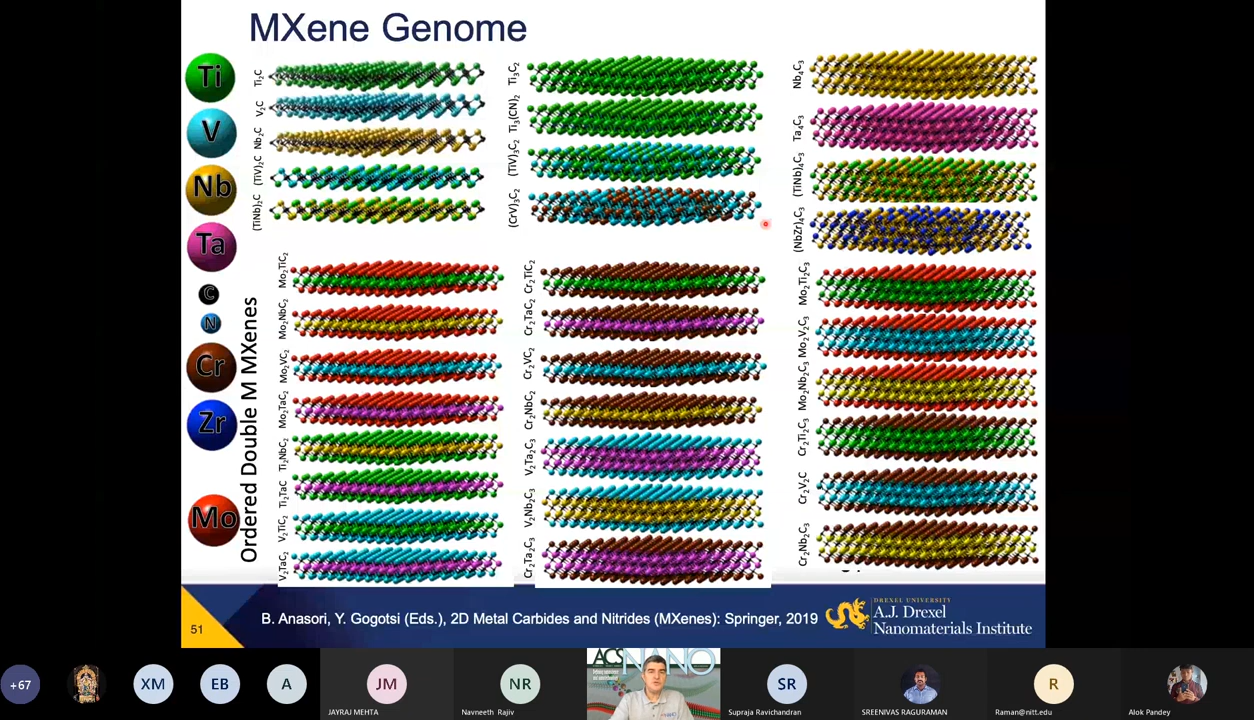 MXene Genome
Ti
V
Nb
Ta
C
N
Cr
Zr
Mo
Ti₂C
V₂C
Nb₂C
(TiV)₂C
(TiNb)₂C
Ti₃C₂
Ti₃(CN)₂
(TiV)₃C₂
(CrV)₃C₂
Nb₄C₃
Ta₄C₃
(TiNb)₄C₃
(NbZr)₄C₃
Ordered Double M MXenes
Mo₂TiC₂
Mo₂NbC₂
Mo₂VC₂
Mo₂TaC₂
Ti₂NbC₂
Ti₂TaC
V₂TiC₂
V₂TaC₂
Cr₂TiC₂
Cr₂TaC₂
Cr₂VC₂
Cr₂NbC₂
V₂Ta₂C₃
V₂Nb₂C₃
Cr₂Ta₂C₃
Mo₂Ti₂C₃
Mo₂V₂C₃
Mo₂Nb₂C₃
Cr₂Ti₂C₃
Cr₂V₂C
Cr₂Nb₂C₃
51
B. Anasori, Y. Gogotsi (Eds.), 2D Metal Carbides and Nitrides (MXenes): Springer, 2019
DREXEL UNIVERSITY
A.J. Drexel
Nanomaterials Institute
+67
XM
EB
A
JM
JAYRAJ MEHTA
NR
Navneeth Rajiv
ACS NANO
SR
Supraja Ravichandran
SREENIVAS RAGURAMAN
R
Raman@nitt.edu
Alok Pandey